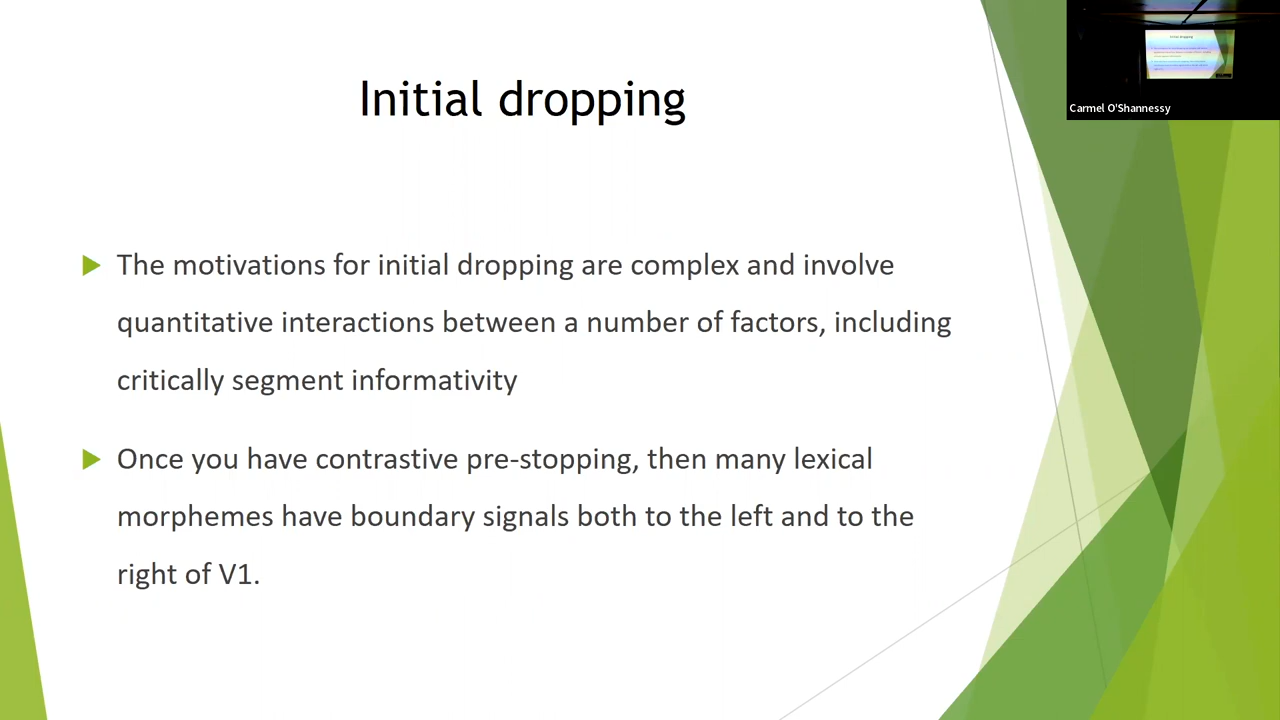 Initial dropping
Carmel O'Shannessy
The motivations for initial dropping are complex and involve
quantitative interactions between a number of factors, including
critically segment informativity
Once you have contrastive pre-stopping, then many lexical
morphemes have boundary signals both to the left and to the
right of V1.